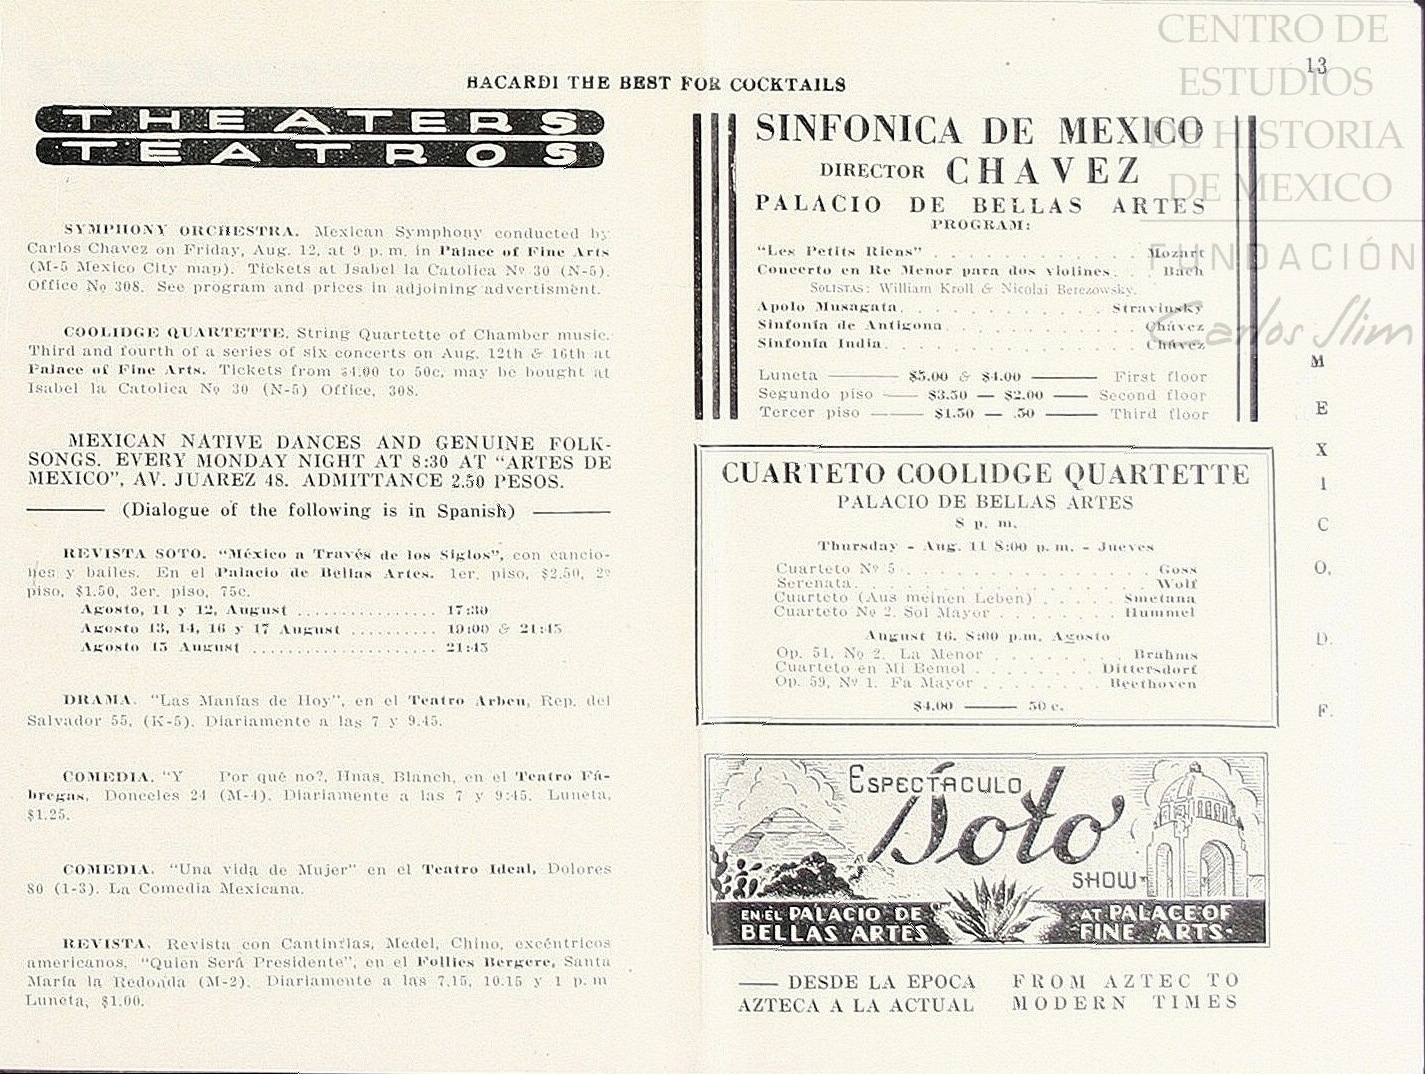 BACARDI THE BEST FOR COCKTAILS
13
THEATERS
TEATROS
SYMPHONY ORCHESTRA. Mexican Symphony conducted by
Carlos Chavez on Friday, Aug. 12, at 9 p. m. in Palace of Fine Arts
(M-5 Mexico City map). Tickets at Isabel la Catolica Nº 30 (N-5).
Office No 308. See program and prices in adjoining advertisment.
COOLIDGE QUARTETTE. String Quartette of Chamber music.
Third and fourth of a series of six concerts on Aug. 12th & 16th at
Palace of Fine Arts. Tickets from $4.00 to 50c. may be bought at
Isabel la Catolica Nº 30 (N-5) Office, 308.
MEXICAN NATIVE DANCES AND GENUINE FOLK-
SONGS. EVERY MONDAY NIGHT AT 8:30 AT "ARTES DE
MEXICO", AV. JUAREZ 48. ADMITTANCE 2.50 PESOS.
(Dialogue of the following is in Spanish)
REVISTA SOTO. "México a Través de los Siglos", con cancio-
nes y bailes. En el Palacio de Bellas Artes. 1er. piso, $2.50, 2º
piso, $1.50, 3er. piso, 75c.
Agosto, 11 y 12, August ................ 17:30
Agosto 13, 14, 16 y 17 August .......... 19:00 & 21:45
Agosto 15 August ..................... 21:45
DRAMA. "Las Manías de Hoy", en el Teatro Arbeu, Rep. del
Salvador 55, (K-5). Diariamente a las 7 y 9.45.
COMEDIA. "Y Por qué no?, Hnas. Blanch, en el Teatro Fá-
bregas, Donceles 24 (M-4). Diariamente a las 7 y 9:45. Luneta,
$1.25.
COMEDIA. "Una vida de Mujer" en el Teatro Ideal, Dolores
80 (1-3). La Comedia Mexicana.
REVISTA. Revista con Cantinflas, Medel, Chino, excéntricos
americanos, "Quien Será Presidente", en el Follies Bergere, Santa
María la Redonda (M-2). Diariamente a las 7.15, 10.15 y 1 p. m
Luneta, $1.00.
SINFONICA DE MEXICO
DIRECTOR CHAVEZ
PALACIO DE BELLAS ARTES
PROGRAM:
"Les Petits Riens" Mozart
Concerto en Re Menor para dos violines. Bach
SOLISTAS: William Kroll & Nicolai Berezowsky.
Apolo Musagata. . . . . . . . . . . . . Stravinsky
Sinfonía de Antigona. . . . . . . . . . . . Chávez
Sinfonía India. . . . . . . . . . . . . . . Chávez
Luneta ——— $5.00 & $4.00 ——— First floor
Segundo piso —— $3.50 — $2.00 —— Second floor
Tercer piso —— $1.50 — .50 —— Third floor
CUARTETO COOLIDGE QUARTETTE
PALACIO DE BELLAS ARTES
8 p. m.
Thursday - Aug. 11 8:00 p. m. - Jueves
Cuarteto Nº 5 . . . . . . . . . . . . . Goss
Serenata. . . . . . . . . . . . . . . . Wolf
Cuarteto (Aus meinen Leben) . . . . . Smetana
Cuarteto Nº 2. Sol Mayor . . . . . . . Hummel
August 16. 8:00 p.m. Agosto
Op. 51, Nº 2. La Menor . . . . . . . . Brahms
Cuarteto en Mi Bemol . . . . . . . Dittersdorf
Op. 59, Nº 1. Fa Mayor . . . . . . . Beethoven
$4.00 ——— 50 c.
ESPECTACULO
Soto
SHOW
EN EL PALACIO DE
BELLAS ARTES
AT PALACE OF
FINE ARTS
— DESDE LA EPOCA
AZTECA A LA ACTUAL
FROM AZTEC TO
MODERN TIMES
M
E
X
I
C
O,
D.
F.
CENTRO DE
ESTUDIOS
DE HISTORIA
DE MEXICO
FUNDACIÓN
Carlos Slim